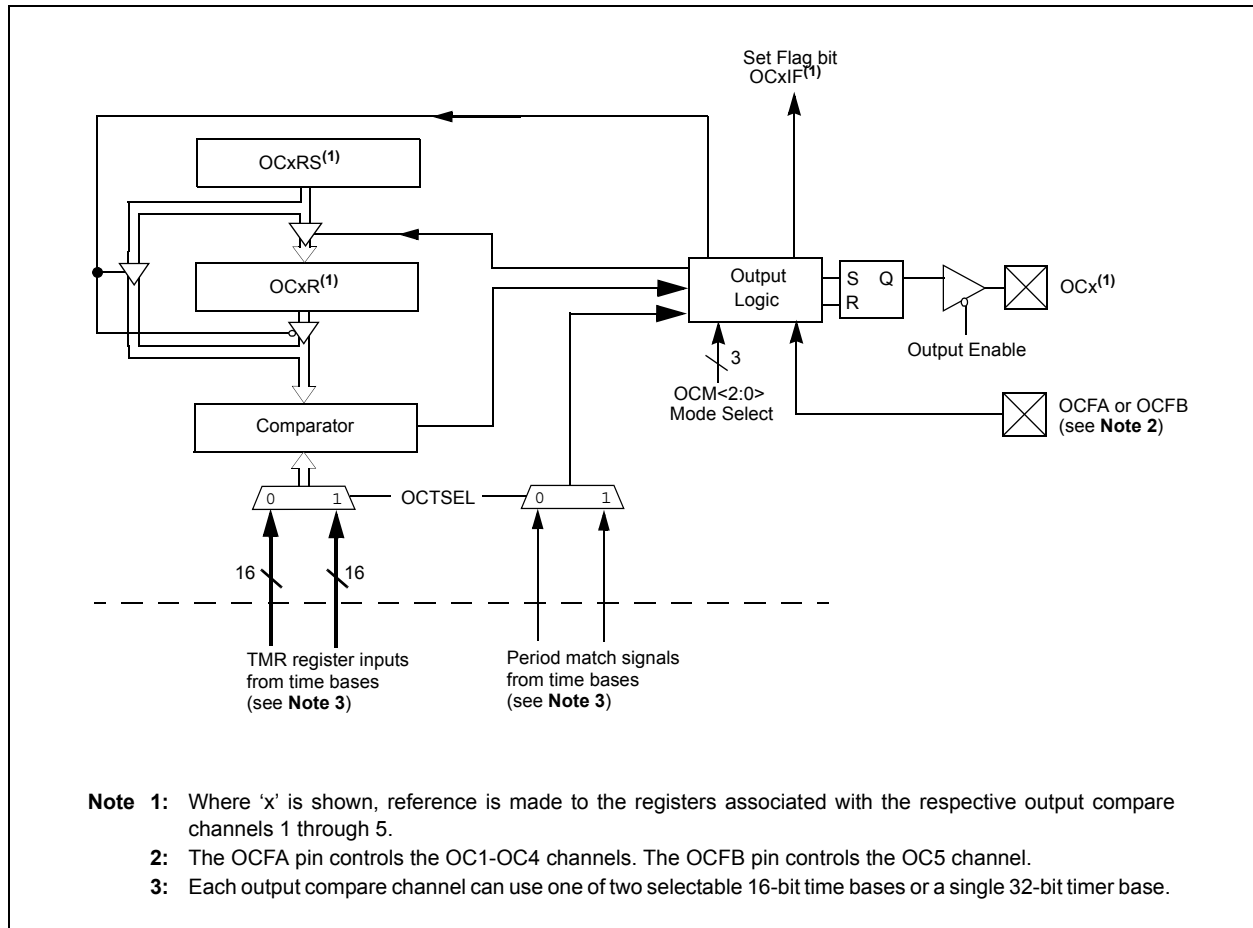 Set Flag bit
OCxIF(1)
OCxRS(1)
OCxR(1)
Output
Logic
S Q
R
OCx(1)
Output Enable
3
OCM<2:0>
Mode Select
OCFA or OCFB
(see Note 2)
Comparator
0 1
OCTSEL
0 1
16
16
TMR register inputs
from time bases
(see Note 3)
Period match signals
from time bases
(see Note 3)
Note 1: Where ‘x’ is shown, reference is made to the registers associated with the respective output compare
channels 1 through 5.
2: The OCFA pin controls the OC1-OC4 channels. The OCFB pin controls the OC5 channel.
3: Each output compare channel can use one of two selectable 16-bit time bases or a single 32-bit timer base.